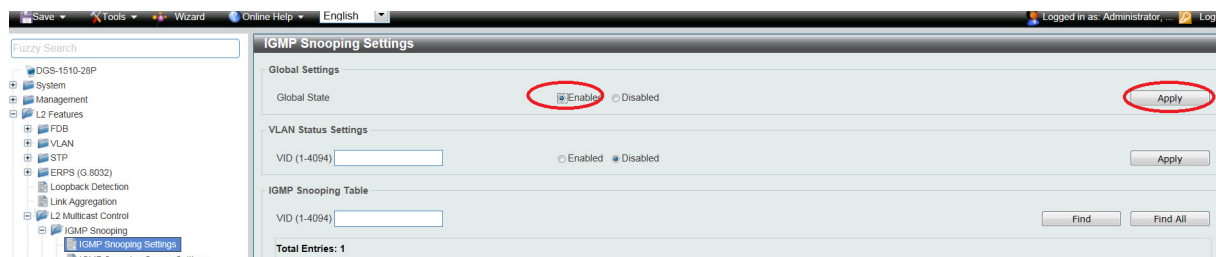 Save Tools Wizard Online Help English Logged in as: Administrator, ... Log
Fuzzy Search
DGS-1510-28P
System
Management
L2 Features
FDB
VLAN
STP
ERPS (G.8032)
Loopback Detection
Link Aggregation
L2 Multicast Control
IGMP Snooping
IGMP Snooping Settings
IGMP Snooping Settings
Global Settings
Global State Enabled Disabled Apply
VLAN Status Settings
VID (1-4094) Enabled Disabled Apply
IGMP Snooping Table
VID (1-4094) Find Find All
Total Entries: 1